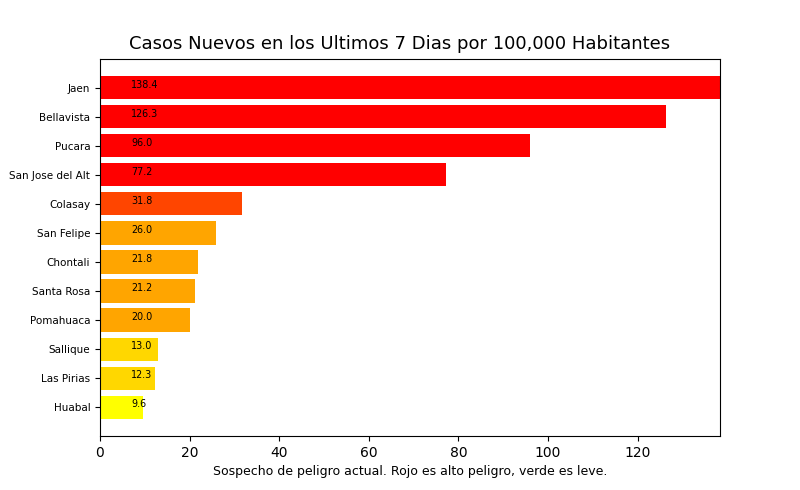 Casos Nuevos en los Ultimos 7 Dias por 100,000 Habitantes
Jaen 138.4
Bellavista 126.3
Pucara 96.0
San Jose del Alt 77.2
Colasay 31.8
San Felipe 26.0
Chontali 21.8
Santa Rosa 21.2
Pomahuaca 20.0
Sallique 13.0
Las Pirias 12.3
Huabal 9.6
0 20 40 60 80 100 120
Sospecho de peligro actual. Rojo es alto peligro, verde es leve.